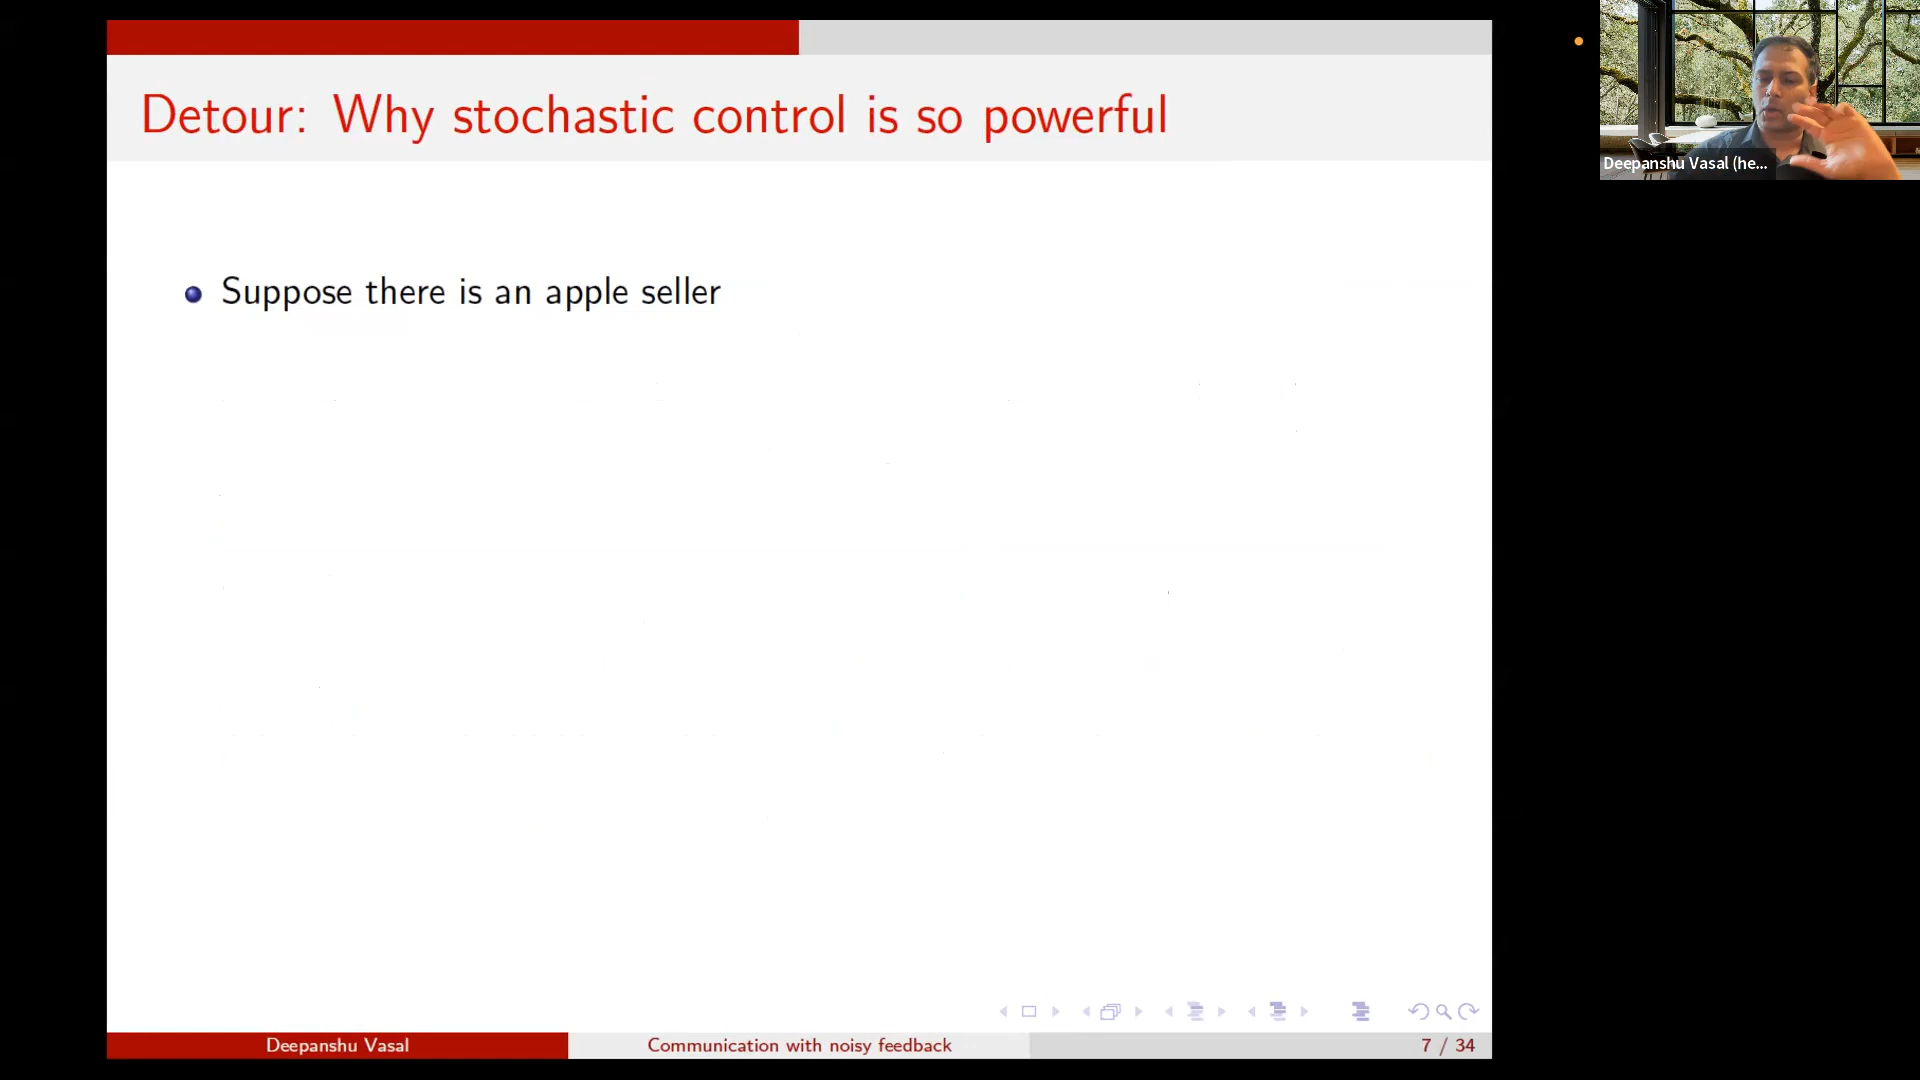 Detour: Why stochastic control is so powerful
Suppose there is an apple seller
Deepanshu Vasal (he...
Deepanshu Vasal
Communication with noisy feedback
7 / 34